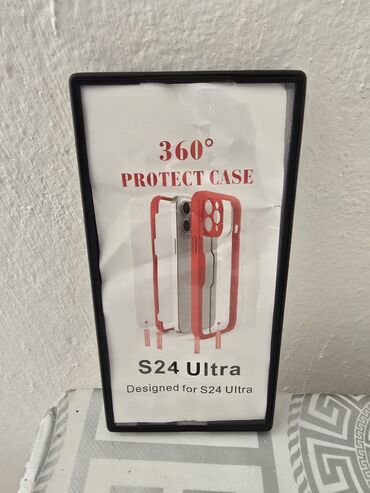 360°
PROTECT CASE
S24 Ultra
Designed for S24 Ultra